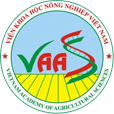 VIỆN KHOA HỌC NÔNG NGHIỆP VIỆT NAM
VAAS
VIETNAM ACADEMY OF AGRICULTURAL SCIENCES